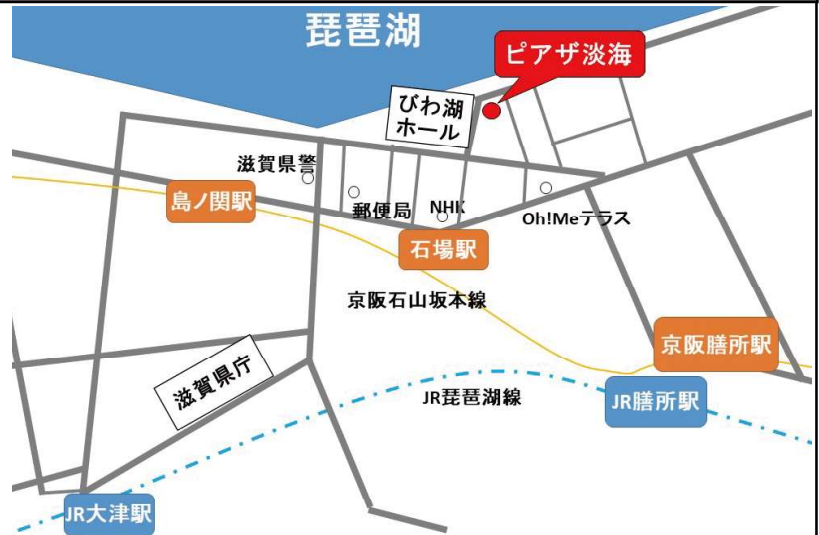 琵琶湖
ピアザ淡海
びわ湖
ホール
滋賀県警
島ノ関駅
郵便局
NHK
Oh!Meテラス
石場駅
京阪石山坂本線
京阪膳所駅
滋賀県庁
JR琵琶湖線
JR膳所駅
JR大津駅